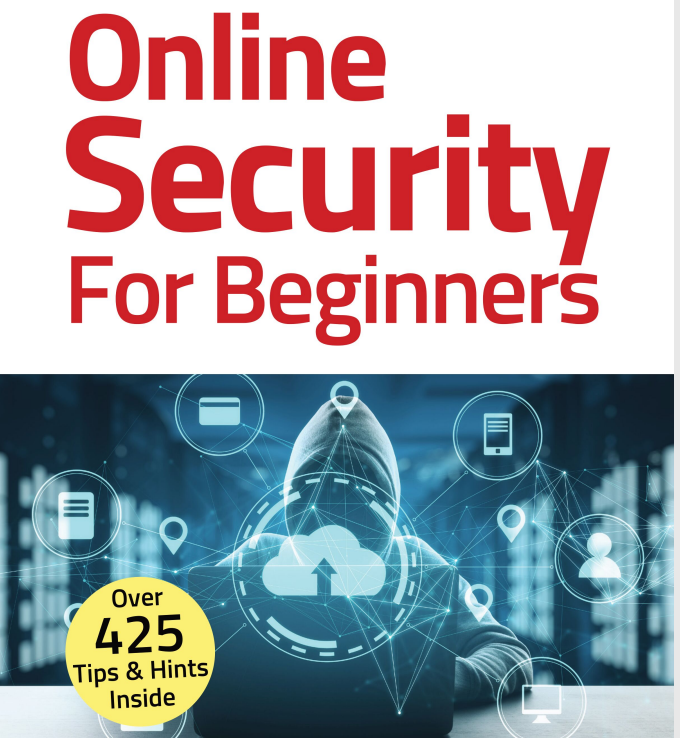 Online
Security
For Beginners
Over
425
Tips & Hints
Inside